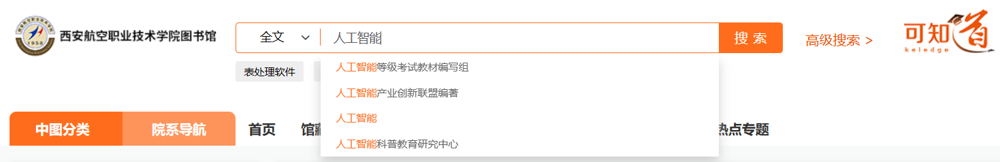 西安航空职业技术学院图书馆
1958
全文
人工智能
搜 索
高级搜索 >
可知道
keledge
表处理软件
人工智能等级考试教材编写组
人工智能产业创新联盟编著
人工智能
人工智能科普教育研究中心
中图分类
院系导航
首页
馆藏
热点专题